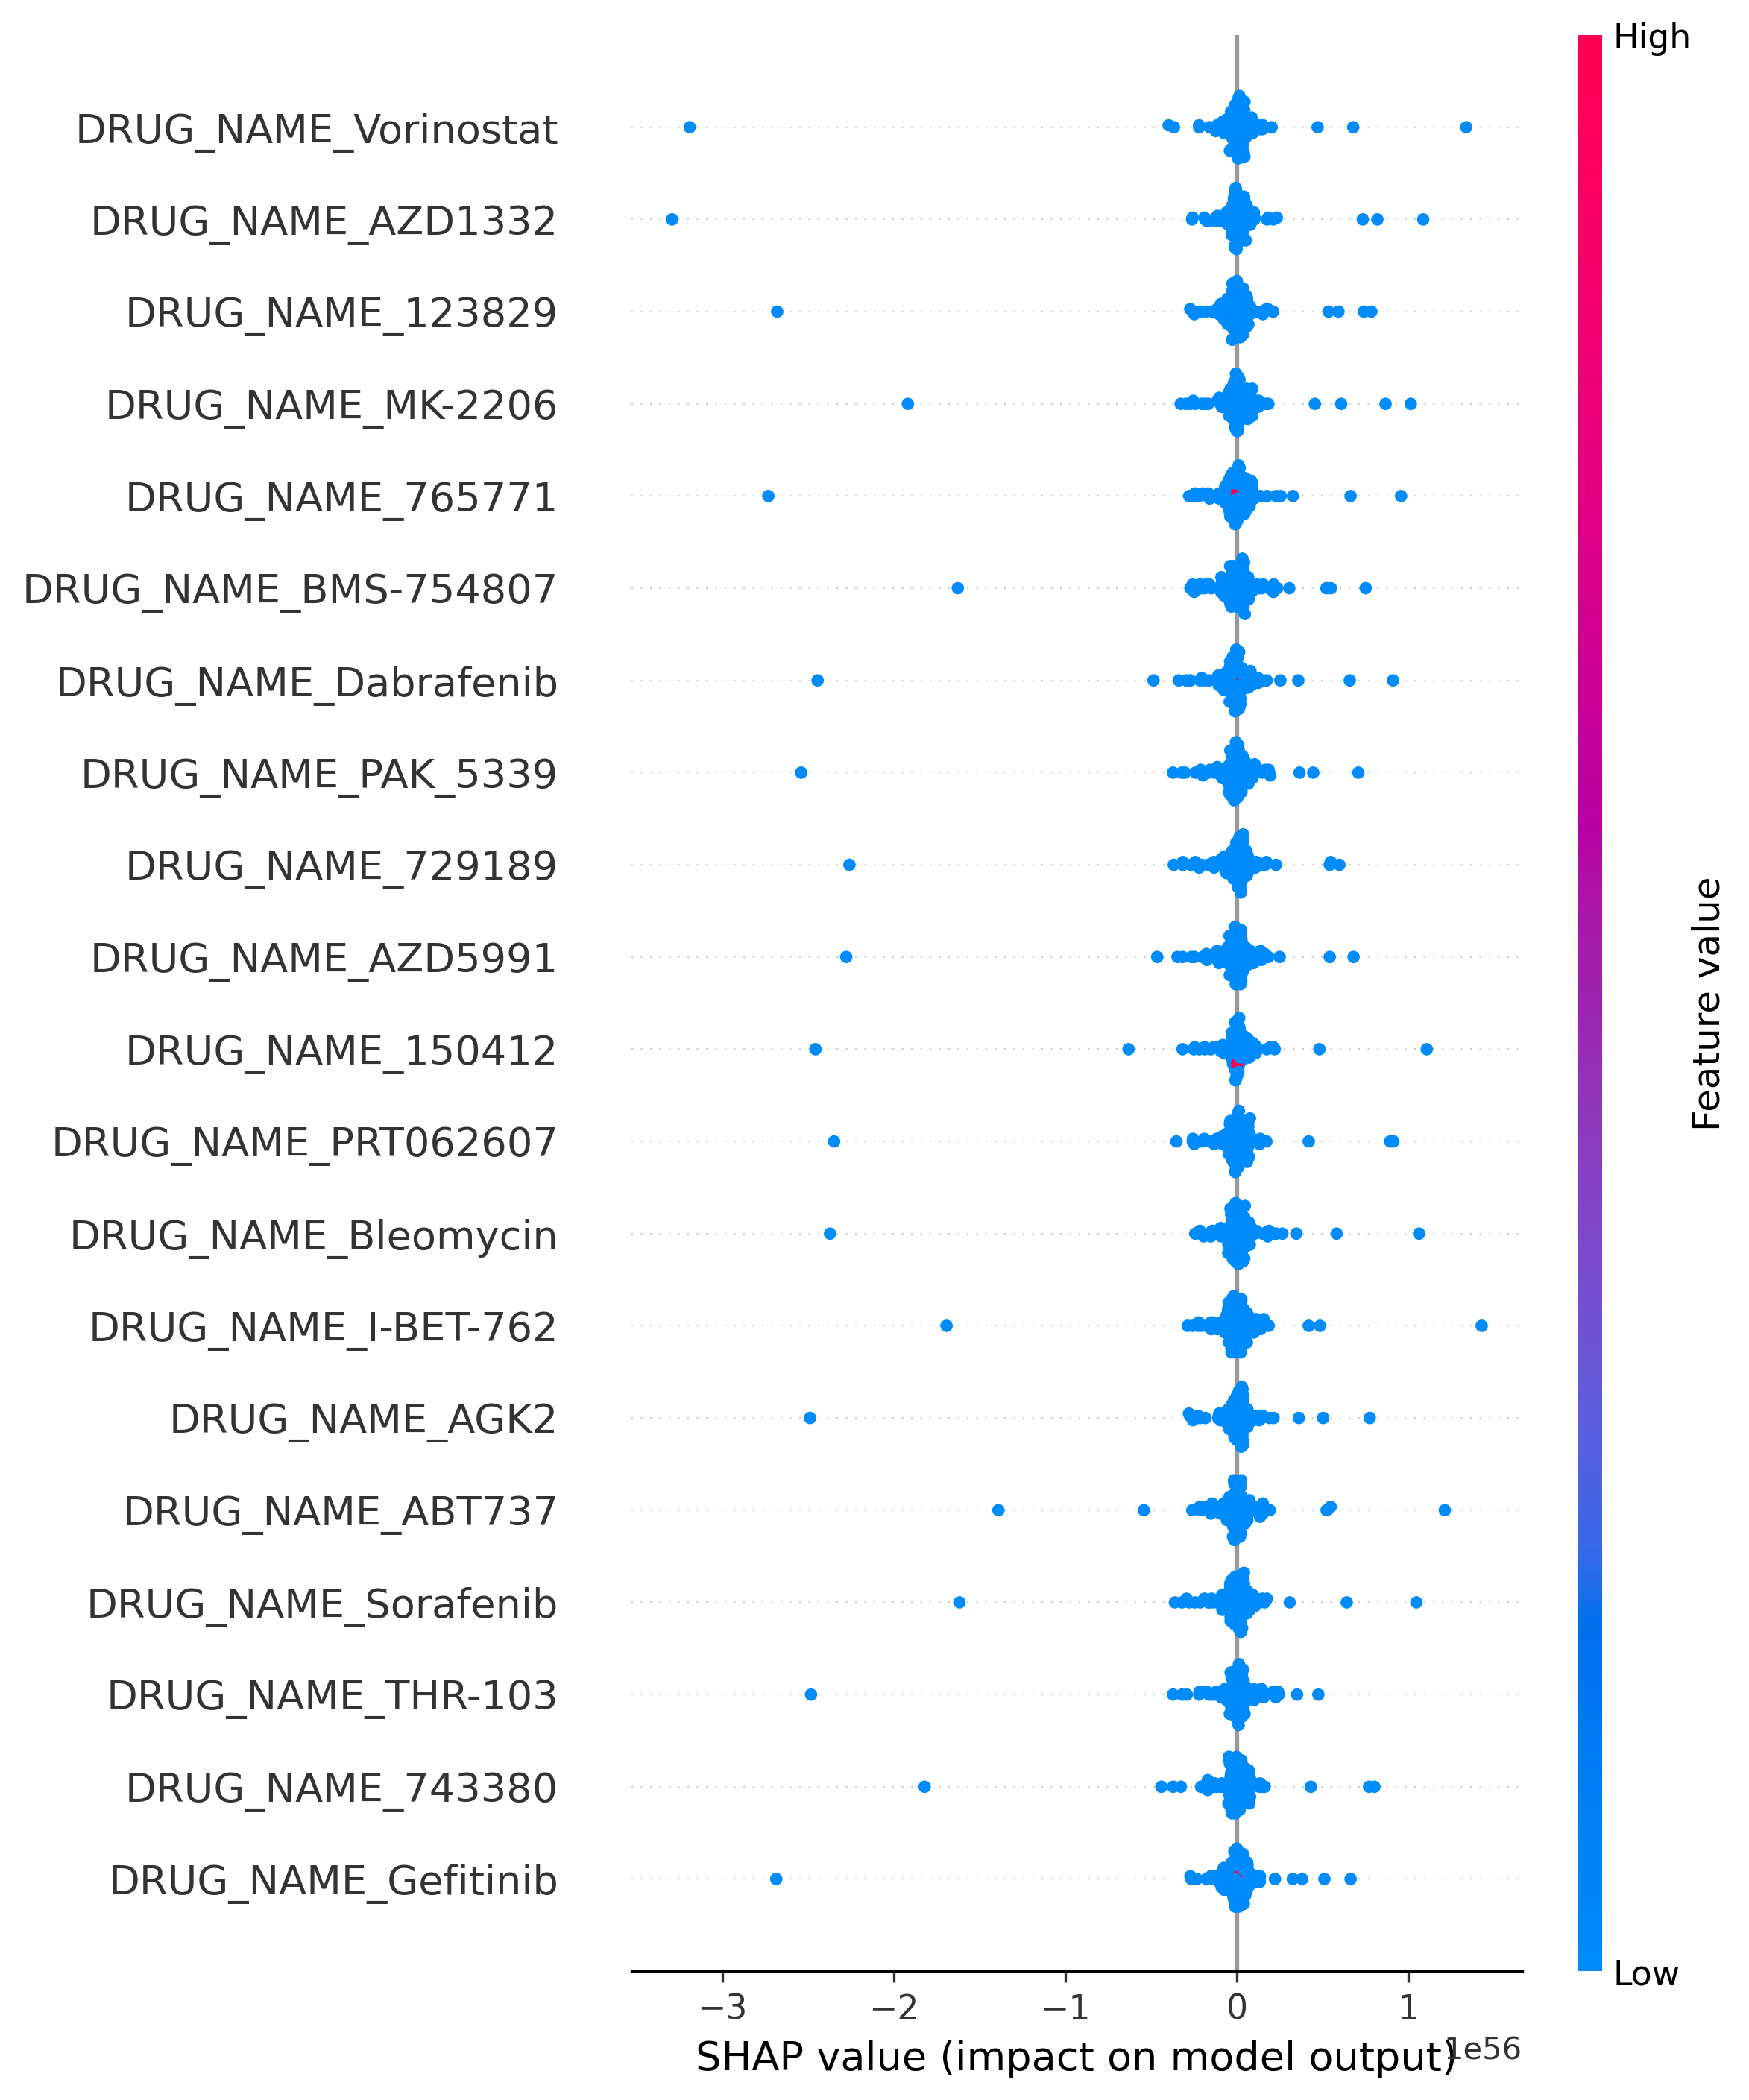 High
DRUG_NAME_Vorinostat
DRUG_NAME_AZD1332
DRUG_NAME_123829
DRUG_NAME_MK-2206
DRUG_NAME_765771
DRUG_NAME_BMS-754807
DRUG_NAME_Dabrafenib
DRUG_NAME_PAK_5339
DRUG_NAME_729189
DRUG_NAME_AZD5991
DRUG_NAME_150412
DRUG_NAME_PRT062607
DRUG_NAME_Bleomycin
DRUG_NAME_I-BET-762
DRUG_NAME_AGK2
DRUG_NAME_ABT737
DRUG_NAME_Sorafenib
DRUG_NAME_THR-103
DRUG_NAME_743380
DRUG_NAME_Gefitinib
Feature value
Low
−3 −2 −1 0 1
1e56
SHAP value (impact on model output)